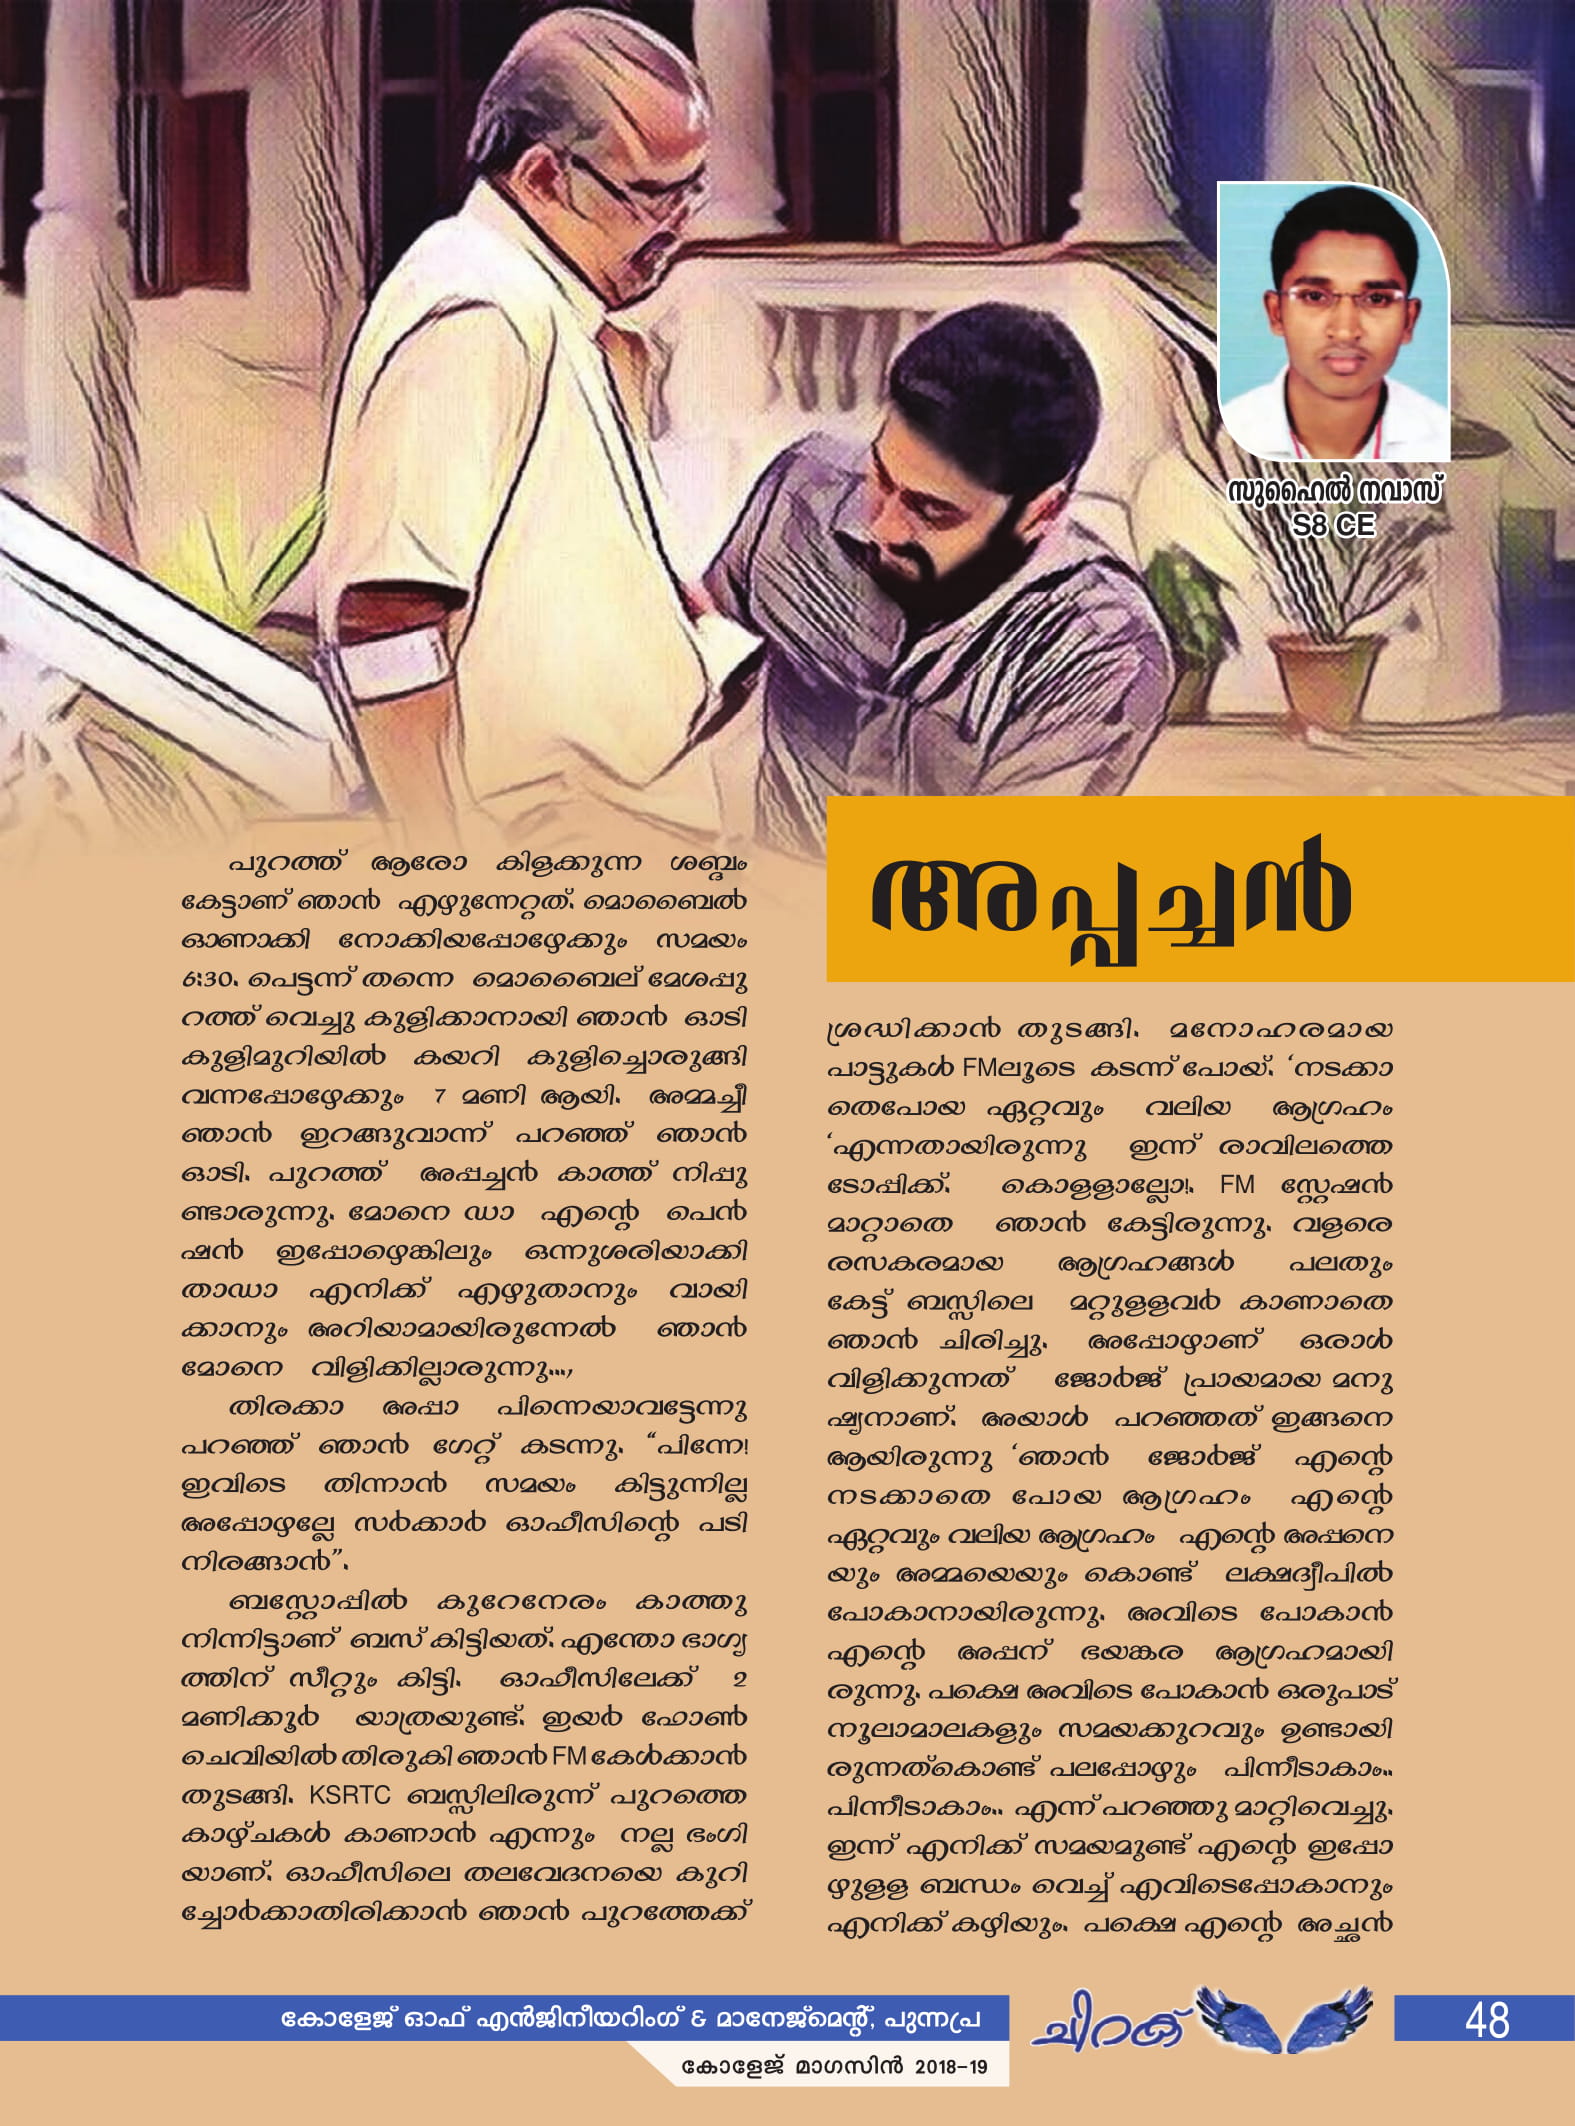 സുഹൈൽ നവാസ്
S8 CE
അപ്പച്ചൻ
പുറത്ത് ആരോ കിളക്കുന്ന ശബ്ദം
കേട്ടാണ് ഞാൻ എഴുന്നേറ്റത്. മൊബൈൽ
ഓണാക്കി നോക്കിയപ്പോഴേക്കും സമയം
6:30. പെട്ടന്ന് തന്നെ മൊബൈല് മേശപ്പു
റത്ത് വെച്ചു കുളിക്കാനായി ഞാൻ ഓടി
കുളിമുറിയിൽ കയറി കുളിച്ചൊരുങ്ങി
വന്നപ്പോഴേക്കും 7 മണി ആയി. അമ്മച്ചീ
ഞാൻ ഇറങ്ങുവാന്ന് പറഞ്ഞ് ഞാൻ
ഓടി. പുറത്ത് അപ്പച്ചൻ കാത്ത് നിപ്പു
ണ്ടാരുന്നു. മോനെ ഡാ എന്റെ പെൻ
ഷൻ ഇപ്പോഴെങ്കിലും ഒന്നുശരിയാക്കി
താഡാ എനിക്ക് എഴുതാനും വായി
ക്കാനും അറിയാമായിരുന്നേൽ ഞാൻ
മോനെ വിളിക്കില്ലാരുന്നു...,
തിരക്കാ അപ്പാ പിന്നെയാവട്ടേന്നു
പറഞ്ഞ് ഞാൻ ഗേറ്റ് കടന്നു. “പിന്നേ!
ഇവിടെ തിന്നാൻ സമയം കിട്ടുന്നില്ല
അപ്പോഴല്ലേ സർക്കാർ ഓഫീസിന്റെ പടി
നിരങ്ങാൻ”.
ബസ്റ്റോപ്പിൽ കുറേനേരം കാത്തു
നിന്നിട്ടാണ് ബസ് കിട്ടിയത്. എന്തോ ഭാഗ്യ
ത്തിന് സീറ്റും കിട്ടി. ഓഫീസിലേക്ക് 2
മണിക്കൂർ യാത്രയുണ്ട്. ഇയർ ഫോൺ
ചെവിയിൽ തിരുകി ഞാൻ FM കേൾക്കാൻ
തുടങ്ങി. KSRTC ബസ്സിലിരുന്ന് പുറത്തെ
കാഴ്ചകൾ കാണാൻ എന്നും നല്ല ഭംഗി
യാണ്. ഓഫീസിലെ തലവേദനയെ കുറി
ച്ചോർക്കാതിരിക്കാൻ ഞാൻ പുറത്തേക്ക്
ശ്രദ്ധിക്കാൻ തുടങ്ങി. മനോഹരമായ
പാട്ടുകൾ FMലൂടെ കടന്ന് പോയ്. ‘നടക്കാ
തെപോയ ഏറ്റവും വലിയ ആഗ്രഹം
‘എന്നതായിരുന്നു ഇന്ന് രാവിലത്തെ
ടോപ്പിക്ക്. കൊളളാല്ലോ!. FM സ്റ്റേഷൻ
മാറ്റാതെ ഞാൻ കേട്ടിരുന്നു. വളരെ
രസകരമായ ആഗ്രഹങ്ങൾ പലതും
കേട്ട് ബസ്സിലെ മറ്റുളളവർ കാണാതെ
ഞാൻ ചിരിച്ചു. അപ്പോഴാണ് ഒരാൾ
വിളിക്കുന്നത് ജോർജ് പ്രായമായ മനു
ഷ്യനാണ്. അയാൾ പറഞ്ഞത് ഇങ്ങനെ
ആയിരുന്നു ‘ഞാൻ ജോർജ് എന്റെ
നടക്കാതെ പോയ ആഗ്രഹം എന്റെ
ഏറ്റവും വലിയ ആഗ്രഹം എന്റെ അപ്പനെ
യും അമ്മയെയും കൊണ്ട് ലക്ഷദ്വീപിൽ
പോകാനായിരുന്നു. അവിടെ പോകാൻ
എന്റെ അപ്പന് ഭയങ്കര ആഗ്രഹമായി
രുന്നു. പക്ഷെ അവിടെ പോകാൻ ഒരുപാട്
നൂലാമാലകളും സമയക്കുറവും ഉണ്ടായി
രുന്നത്കൊണ്ട് പലപ്പോഴും പിന്നീടാകാം..
പിന്നീടാകാം.. എന്ന് പറഞ്ഞു മാറ്റിവെച്ചു.
ഇന്ന് എനിക്ക് സമയമുണ്ട് എന്റെ ഇപ്പോ
ഴുളള ബന്ധം വെച്ച് എവിടെപ്പോകാനും
എനിക്ക് കഴിയും. പക്ഷെ എന്റെ അച്ഛൻ
കോളേജ് ഓഫ് എൻജിനീയറിംഗ് & മാനേജ്മെന്റ്, പുന്നപ്ര
ചിറക്
48
കോളേജ് മാഗസിൻ 2018-19